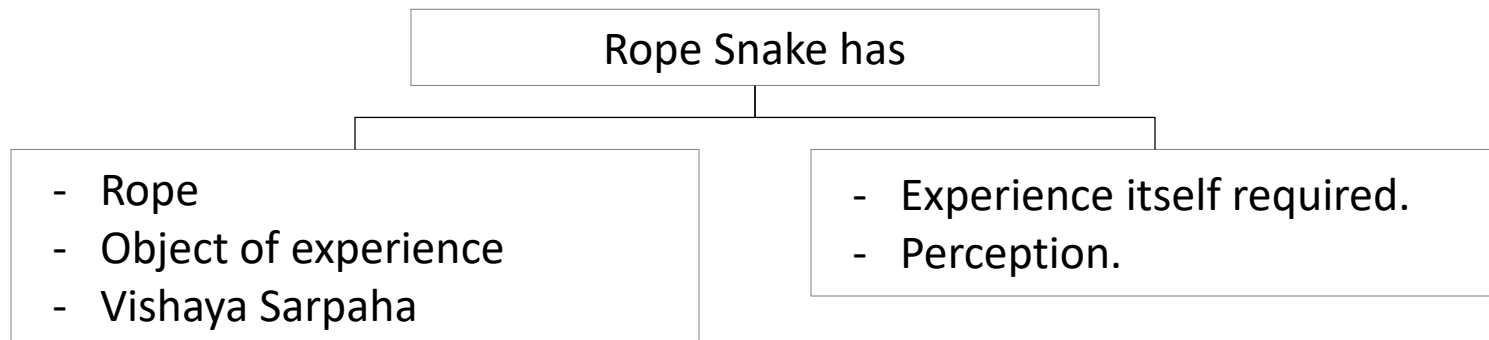 Rope Snake has
- Rope
- Object of experience
- Vishaya Sarpaha
- Experience itself required.
- Perception.